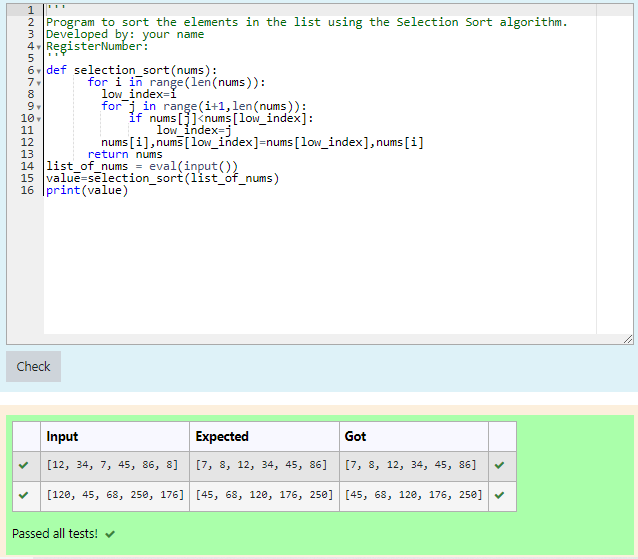 1 '''
2 Program to sort the elements in the list using the Selection Sort algorithm.
3 Developed by: your name
4 RegisterNumber:
5 '''
6 def selection_sort(nums):
7 for i in range(len(nums)):
8 low_index=i
9 for j in range(i+1,len(nums)):
10 if nums[j]<nums[low_index]:
11 low_index=j
12 nums[i],nums[low_index]=nums[low_index],nums[i]
13 return nums
14 list_of_nums = eval(input())
15 value=selection_sort(list_of_nums)
16 print(value)
Check
Input Expected Got
[12, 34, 7, 45, 86, 8] [7, 8, 12, 34, 45, 86] [7, 8, 12, 34, 45, 86]
[120, 45, 68, 250, 176] [45, 68, 120, 176, 250] [45, 68, 120, 176, 250]
Passed all tests!